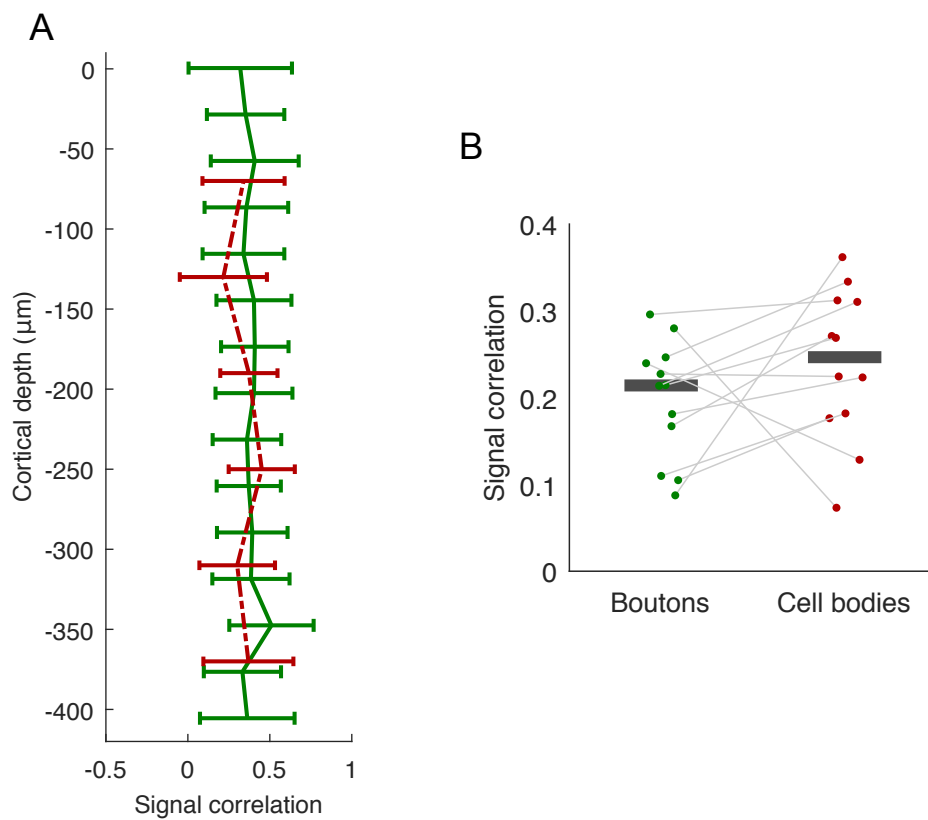 A
0
-50
-100
-150
-200
-250
-300
-350
-400
Cortical depth (μm)
-0.5
0
0.5
1
Signal correlation
B
0.4
0.3
0.2
0.1
0
Signal correlation
Boutons
Cell bodies